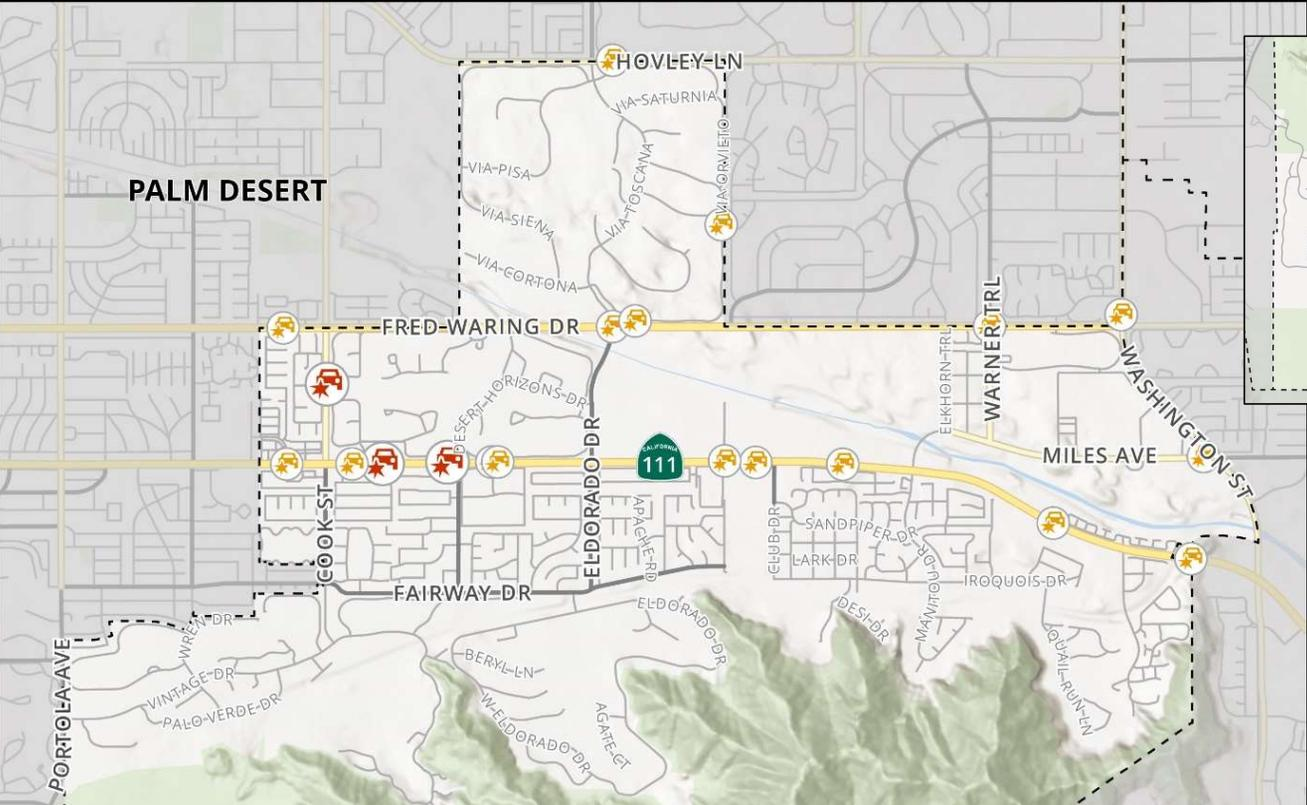 HOVLEY LN
VIA SATURNIA
VIA ORVIETO
VIA TOSCANA
VIA PISA
PALM DESERT
VIA SIENA
VIA CORTONA
FRED WARING DR
WARNER TRL
ELKHORN TRL
WASHINGTON ST
DESERT HORIZONS DR
ELDORADO DR
CALIFORNIA
111
MILES AVE
COOK ST
APACHE RD
CLUB DR
SANDPIPER DR
LARK DR
MANITOU DR
IROQUOIS DR
FAIRWAY DR
ELDORADO DR
DESI DR
WREN DR
QUAIL RUN LN
PORTOLA AVE
BERYL LN
VINTAGE DR
PALO VERDE DR
W ELDORADO DR
AGATE CT